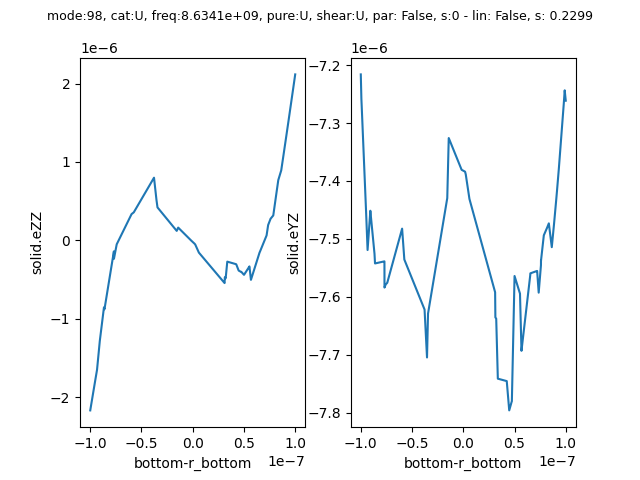 mode:98, cat:U, freq:8.6341e+09, pure:U, shear:U, par: False, s:0 - lin: False, s: 0.2299
1e−6
2
1
0
−1
−2
solid.eZZ
−1.0 −0.5 0.0 0.5 1.0
bottom-r_bottom 1e−7
1e−6
−7.2
−7.3
−7.4
−7.5
−7.6
−7.7
−7.8
solid.eYZ
−1.0 −0.5 0.0 0.5 1.0
bottom-r_bottom 1e−7